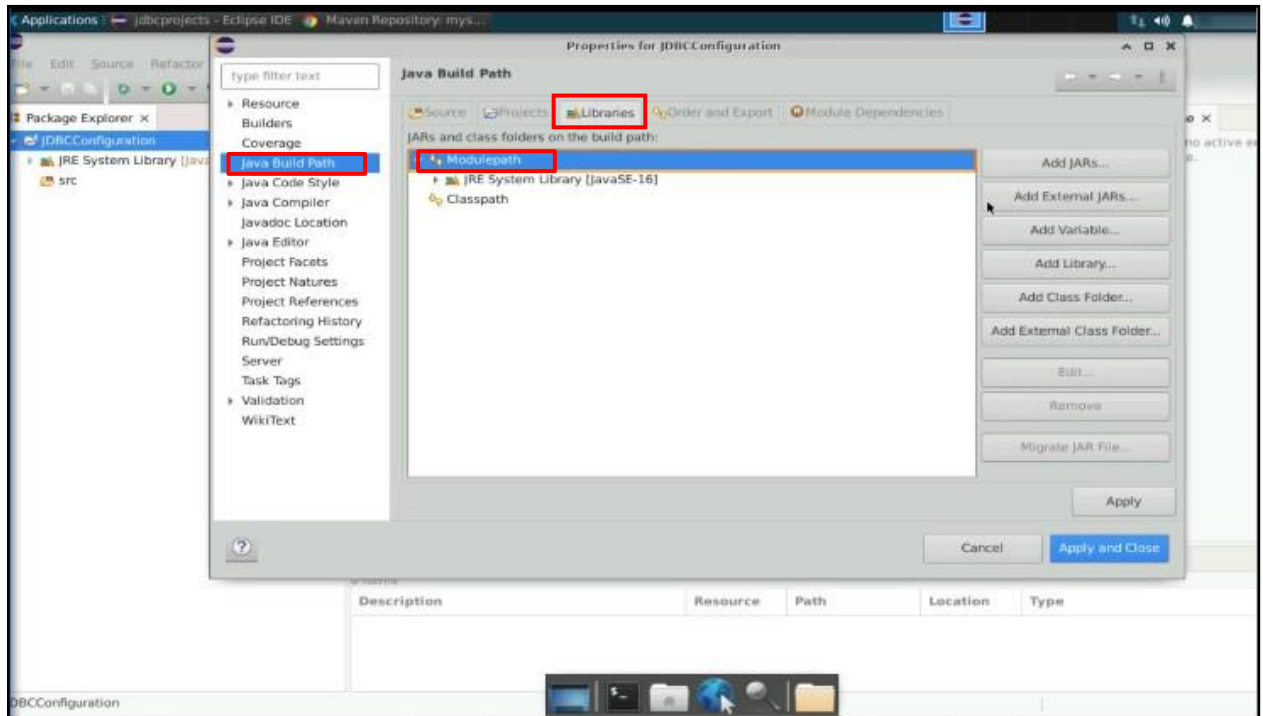 Applications jdbcprojects - Eclipse IDE Maven Repository: mys...
Properties for JDBCConfiguration
File Edit Source Refactor
type filter text
Java Build Path
Package Explorer
JDBCConfiguration
JRE System Library [Java
src
Resource
Builders
Coverage
Java Build Path
Java Code Style
Java Compiler
Javadoc Location
Java Editor
Project Facets
Project Natures
Project References
Refactoring History
Run/Debug Settings
Server
Task Tags
Validation
WikiText
Source Projects Libraries Order and Export Module Dependencies
JARs and class folders on the build path:
Modulepath
JRE System Library [JavaSE-16]
Classpath
Add JARs...
Add External JARs...
Add Variable...
Add Library...
Add Class Folder...
Add External Class Folder...
Edit...
Remove
Migrate JAR File...
Apply
? Cancel Apply and Close
no active
Description Resource Path Location Type
DBCConfiguration